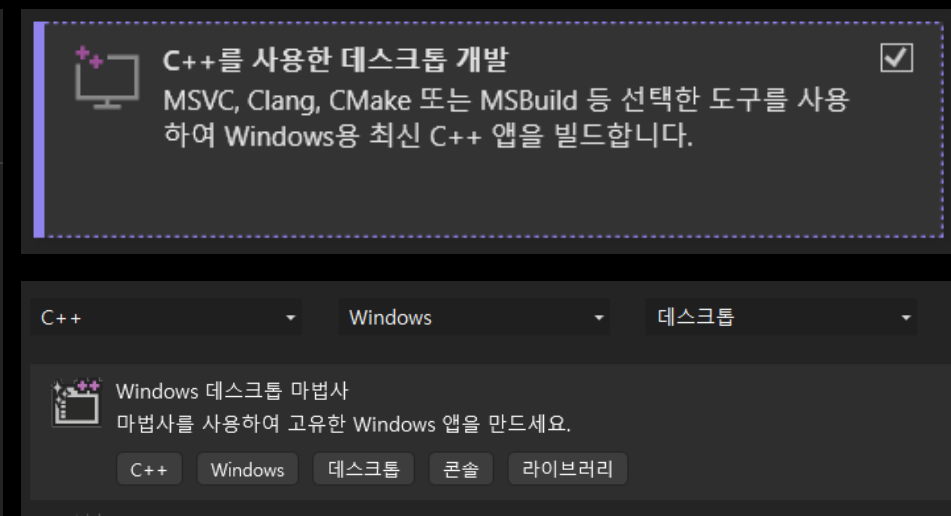 C++를 사용한 데스크톱 개발
MSVC, Clang, CMake 또는 MSBuild 등 선택한 도구를 사용
하여 Windows용 최신 C++ 앱을 빌드합니다.
C++
Windows
데스크톱
Windows 데스크톱 마법사
마법사를 사용하여 고유한 Windows 앱을 만드세요.
C++ Windows 데스크톱 콘솔 라이브러리